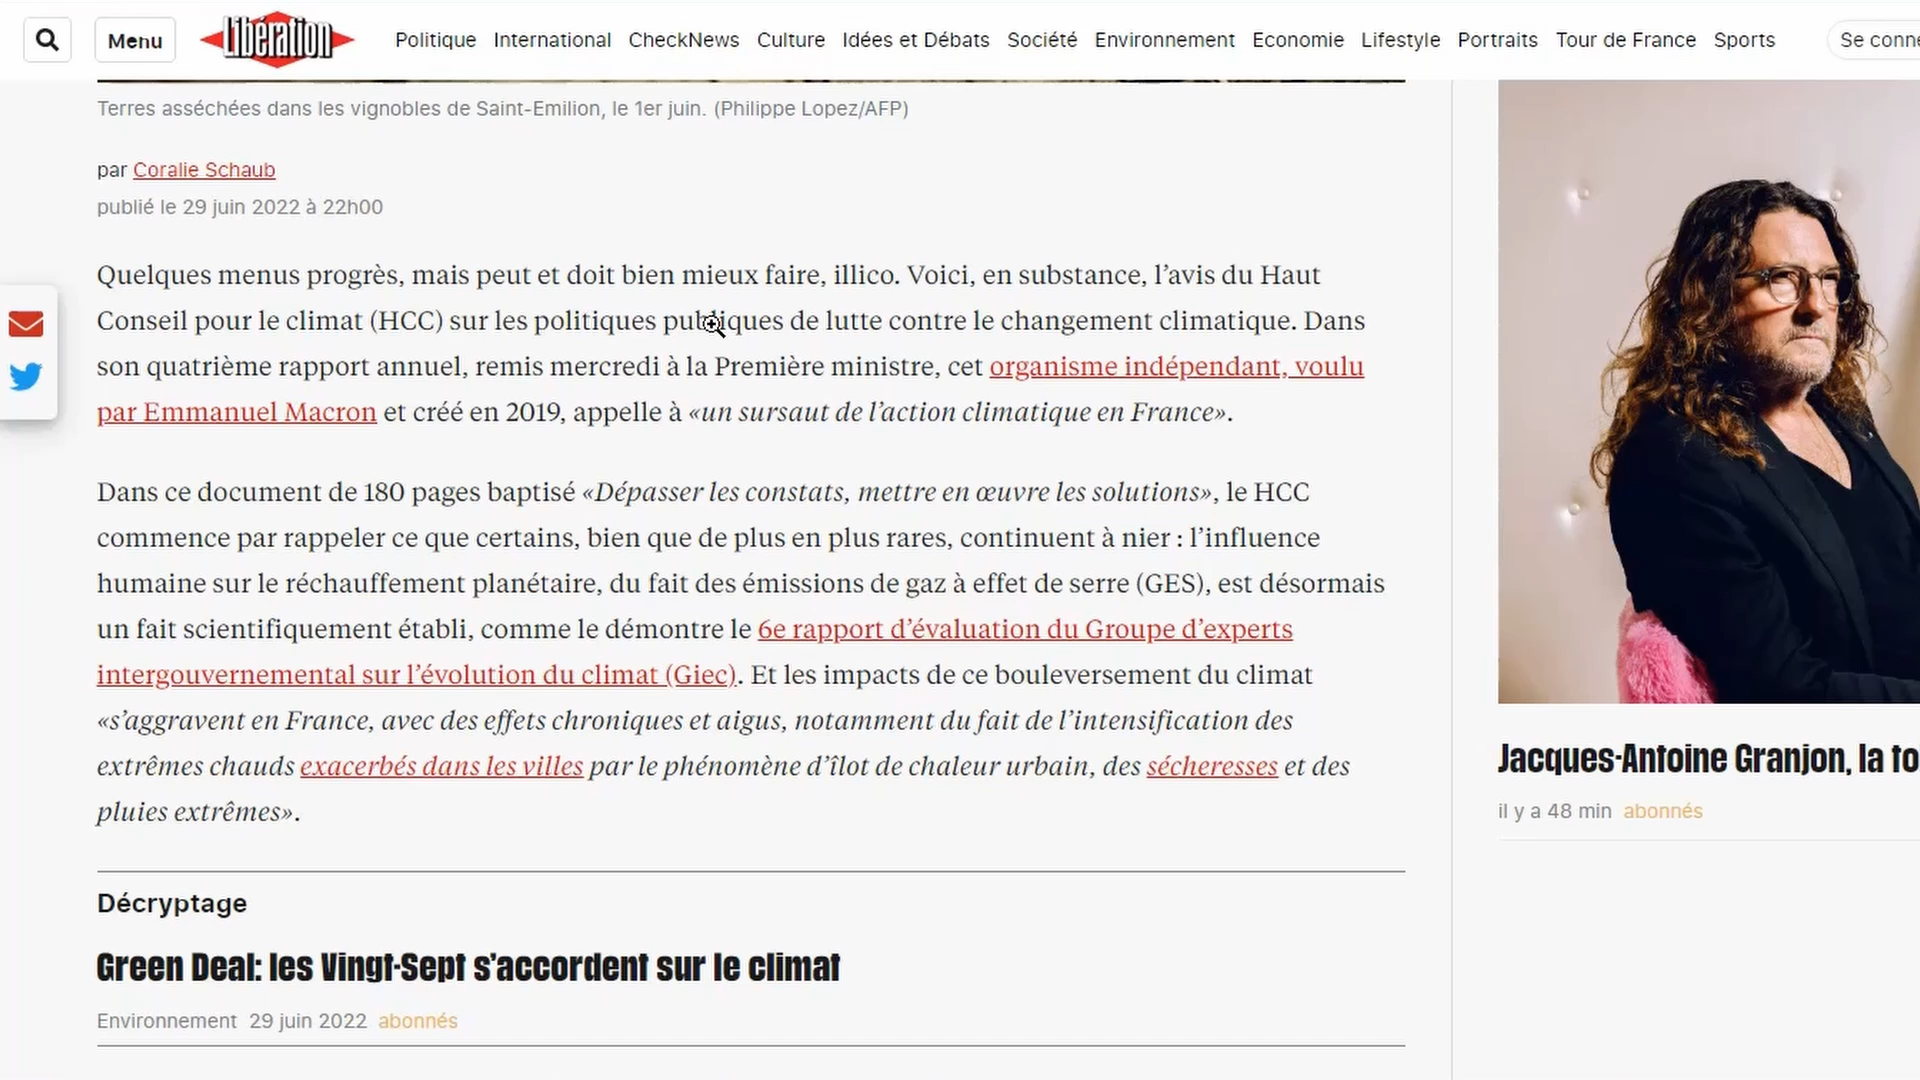 Menu
Libération
Politique International CheckNews Culture Idées et Débats Société Environnement Economie Lifestyle Portraits Tour de France Sports
Se conne
Terres asséchées dans les vignobles de Saint-Emilion, le 1er juin. (Philippe Lopez/AFP)
par Coralie Schaub
publié le 29 juin 2022 à 22h00
Quelques menus progrès, mais peut et doit bien mieux faire, illico. Voici, en substance, l’avis du Haut
Conseil pour le climat (HCC) sur les politiques publiques de lutte contre le changement climatique. Dans
son quatrième rapport annuel, remis mercredi à la Première ministre, cet organisme indépendant, voulu
par Emmanuel Macron et créé en 2019, appelle à «un sursaut de l’action climatique en France».
Dans ce document de 180 pages baptisé «Dépasser les constats, mettre en œuvre les solutions», le HCC
commence par rappeler ce que certains, bien que de plus en plus rares, continuent à nier : l’influence
humaine sur le réchauffement planétaire, du fait des émissions de gaz à effet de serre (GES), est désormais
un fait scientifiquement établi, comme le démontre le 6e rapport d’évaluation du Groupe d’experts
intergouvernemental sur l’évolution du climat (Giec). Et les impacts de ce bouleversement du climat
«s’aggravent en France, avec des effets chroniques et aigus, notamment du fait de l’intensification des
extrêmes chauds exacerbés dans les villes par le phénomène d’îlot de chaleur urbain, des sécheresses et des
pluies extrêmes».
Décryptage
Green Deal: les Vingt-Sept s’accordent sur le climat
Environnement 29 juin 2022 abonnés
Jacques-Antoine Granjon, la to
il y a 48 min abonnés